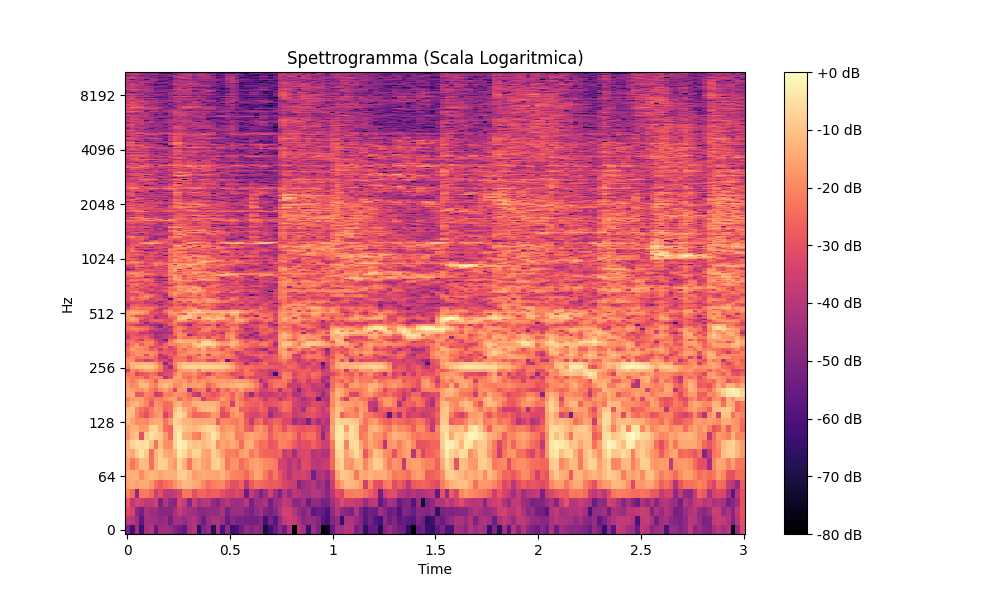 Spettrogramma (Scala Logaritmica)
Hz
8192
4096
2048
1024
512
256
128
64
0
0 0.5 1 1.5 2 2.5 3
Time
+0 dB
-10 dB
-20 dB
-30 dB
-40 dB
-50 dB
-60 dB
-70 dB
-80 dB